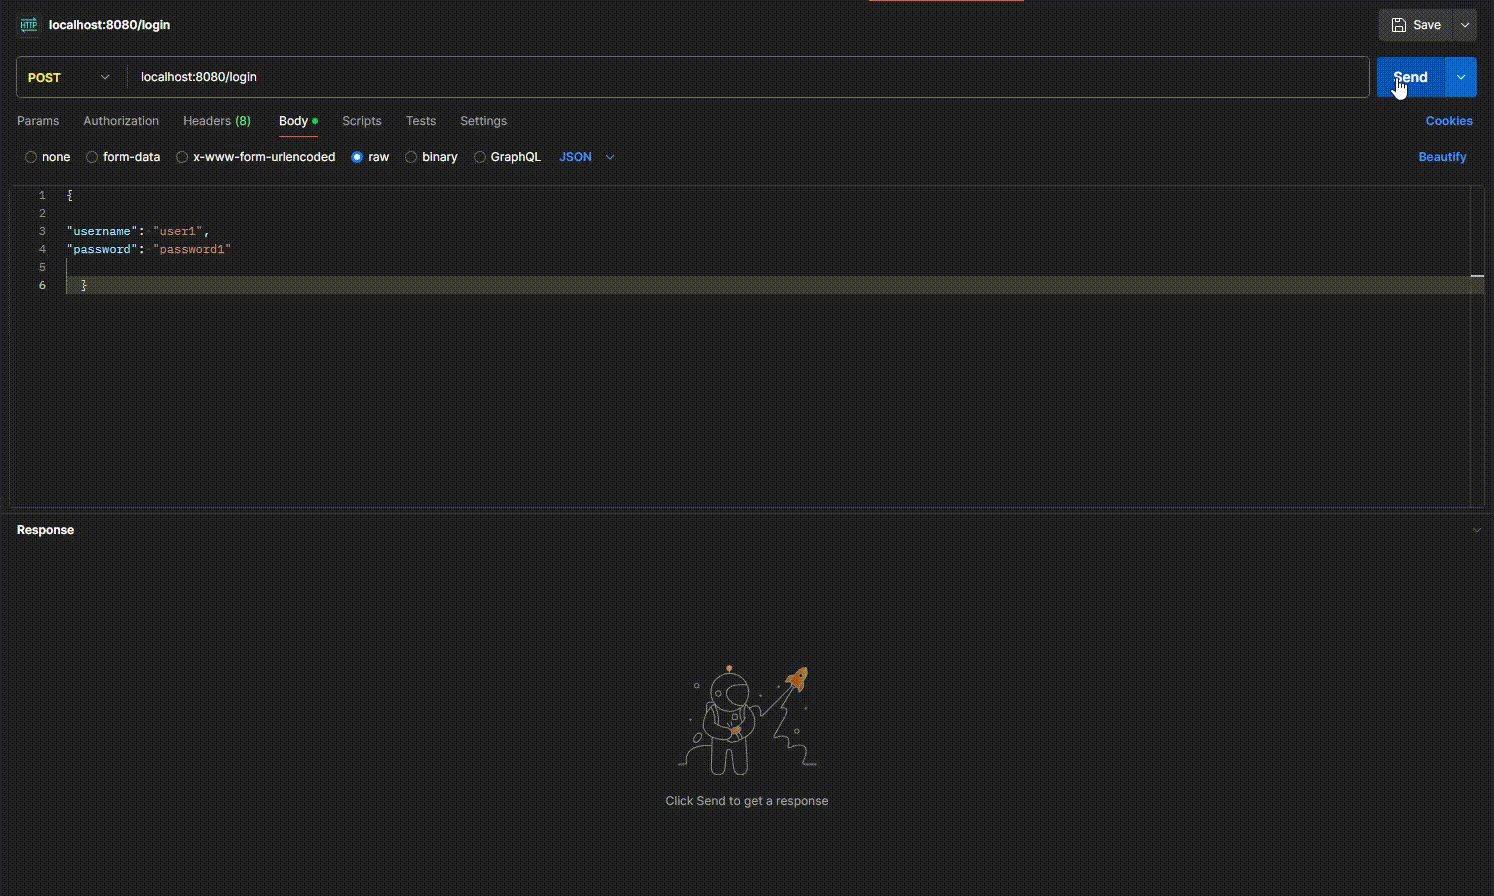 HTTP localhost:8080/login Save
POST localhost:8080/login Send
Params Authorization Headers (8) Body Scripts Tests Settings Cookies
none form-data x-www-form-urlencoded raw binary GraphQL JSON Beautify
1 {
2
3 "username": "user1",
4 "password": "password1"
5
6 }
Response
Click Send to get a response